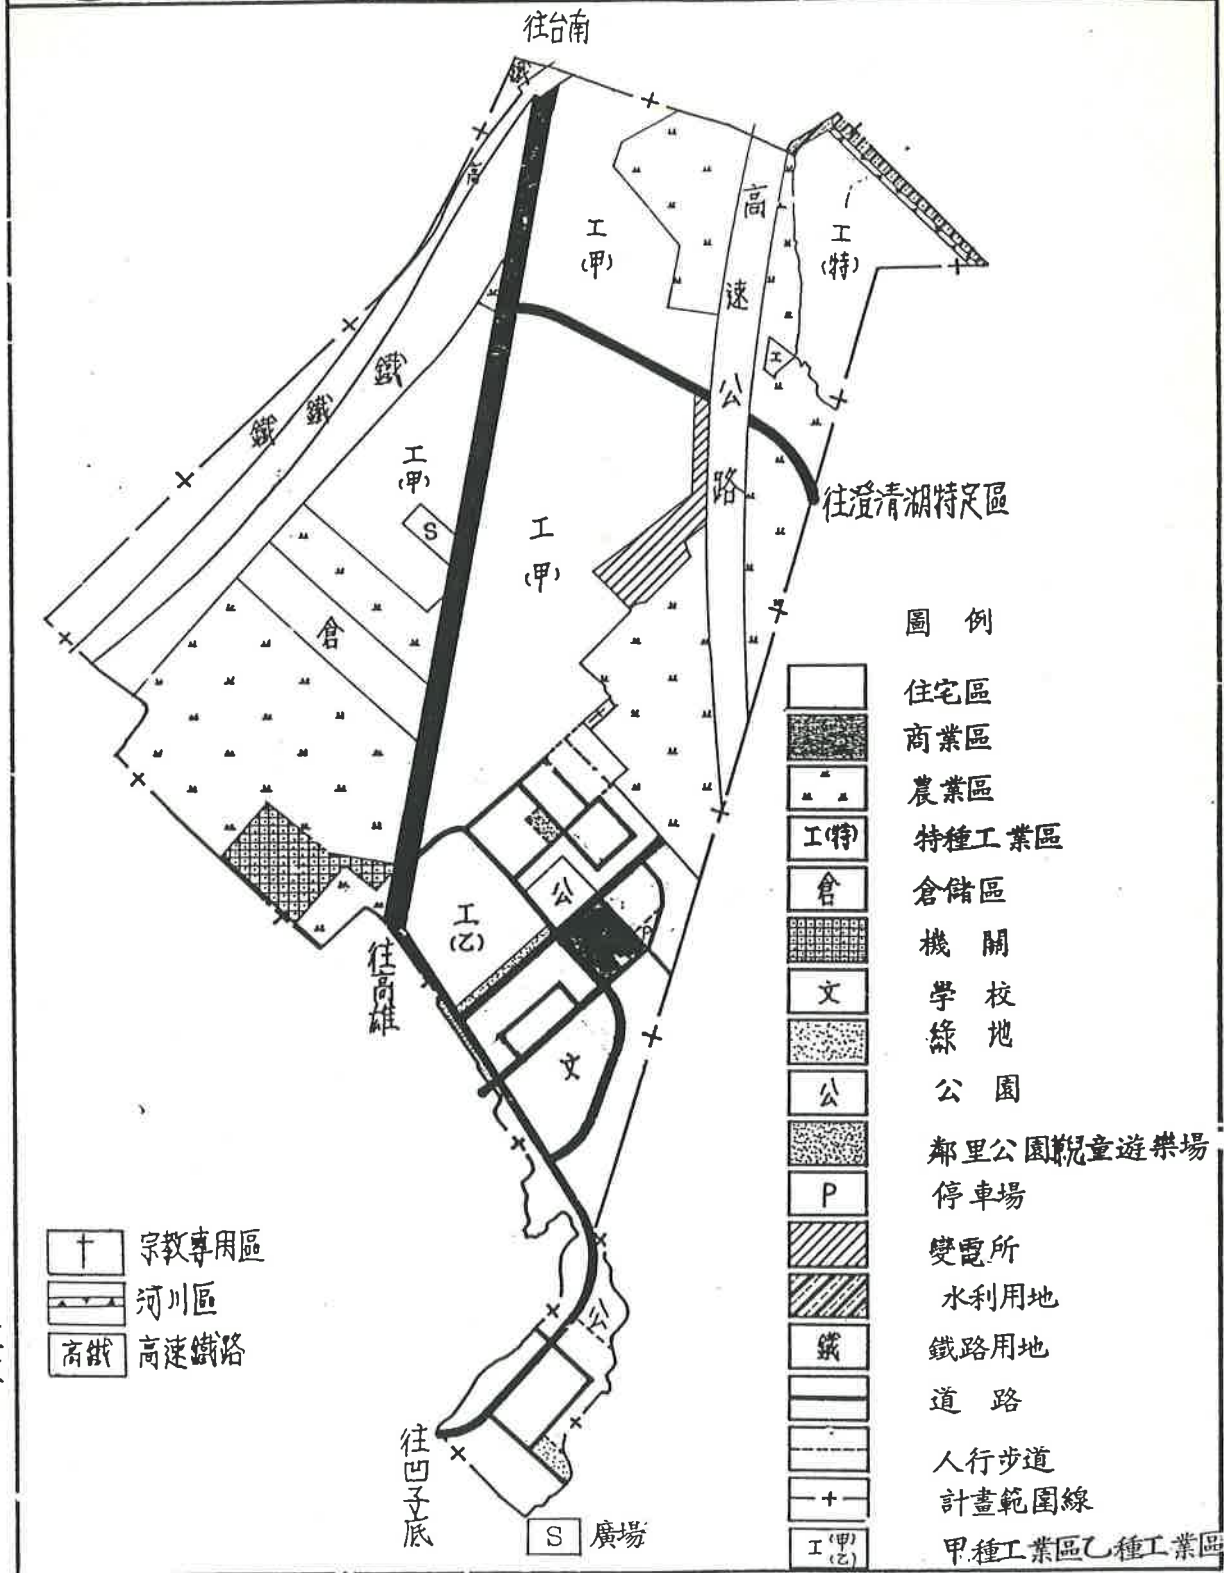 往台南
鐵
高
高
速
公
路
工
(甲)
工
(特)
工
鐵
鐵
鐵
工
(甲)
S
工
(甲)
往澄清湖特定區
倉
公
工
(乙)
P
往高雄
文
公
往凹子底
圖例
住宅區
商業區
農業區
工(特) 特種工業區
倉 倉儲區
機關
文 學校
綠地
公 公園
鄰里公園兼兒童遊樂場
P 停車場
變電所
水利用地
鐵 鐵路用地
道路
人行步道
計畫範圍線
工(甲)(乙) 甲種工業區乙種工業區
宗教專用區
河川區
高鐵 高速鐵路
S 廣場